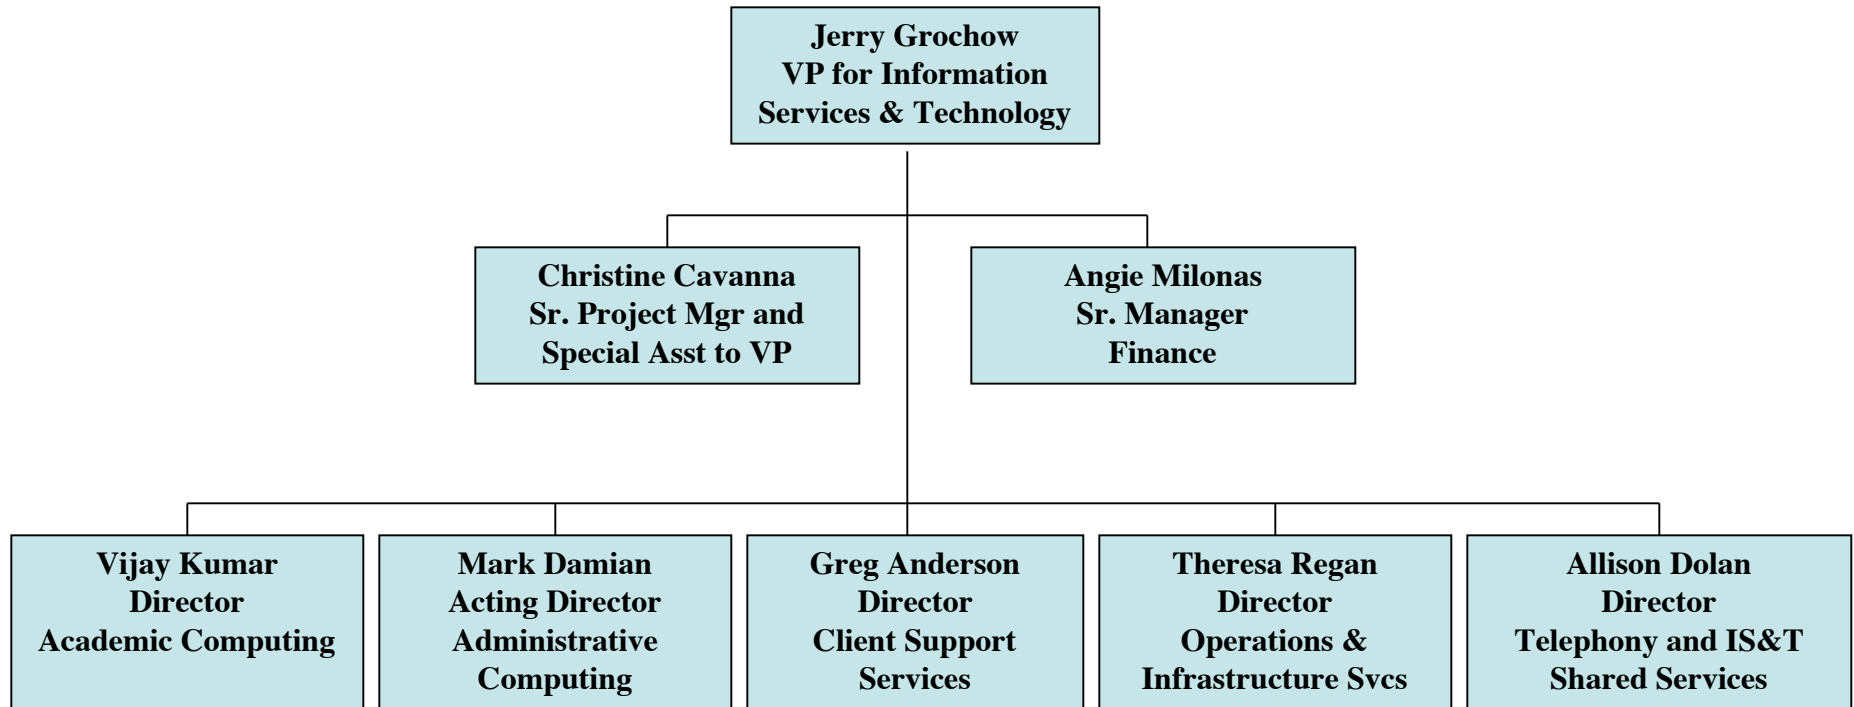 Jerry Grochow
VP for Information
Services & Technology
Christine Cavanna
Sr. Project Mgr and
Special Asst to VP
Angie Milonas
Sr. Manager
Finance
Vijay Kumar
Director
Academic Computing
Mark Damian
Acting Director
Administrative
Computing
Greg Anderson
Director
Client Support
Services
Theresa Regan
Director
Operations &
Infrastructure Svcs
Allison Dolan
Director
Telephony and IS&T
Shared Services